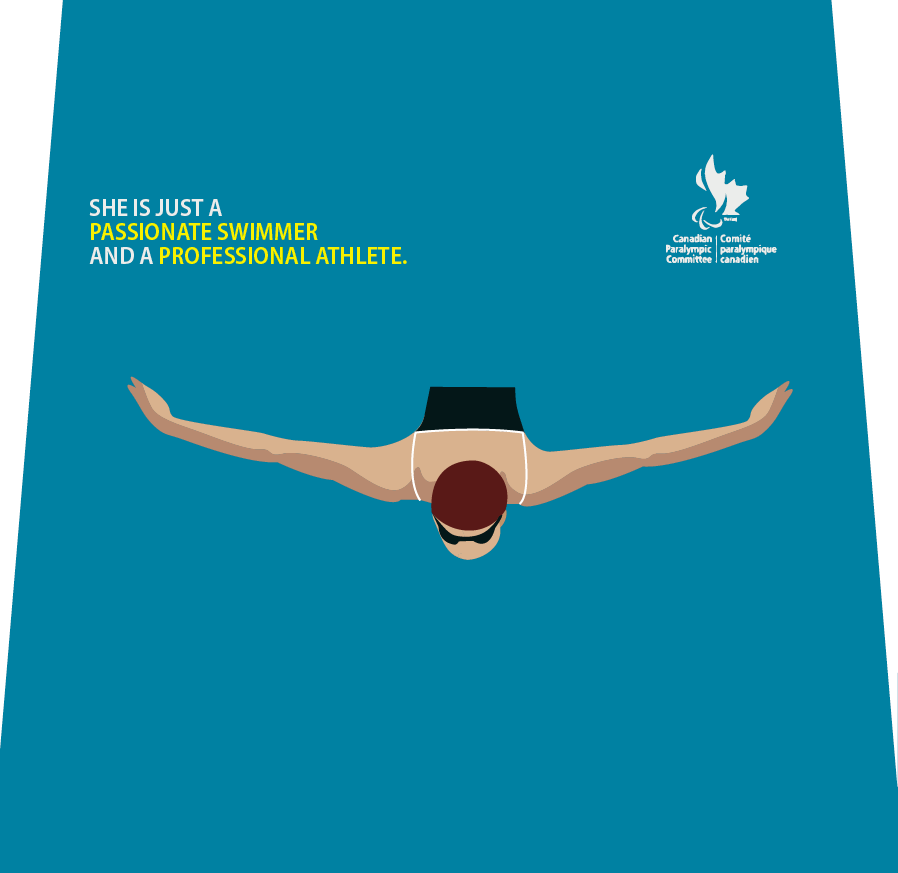 SHE IS JUST A
PASSIONATE SWIMMER
AND A PROFESSIONAL ATHLETE.
Canadian
Paralympic
Committee
Comité
paralympique
canadien